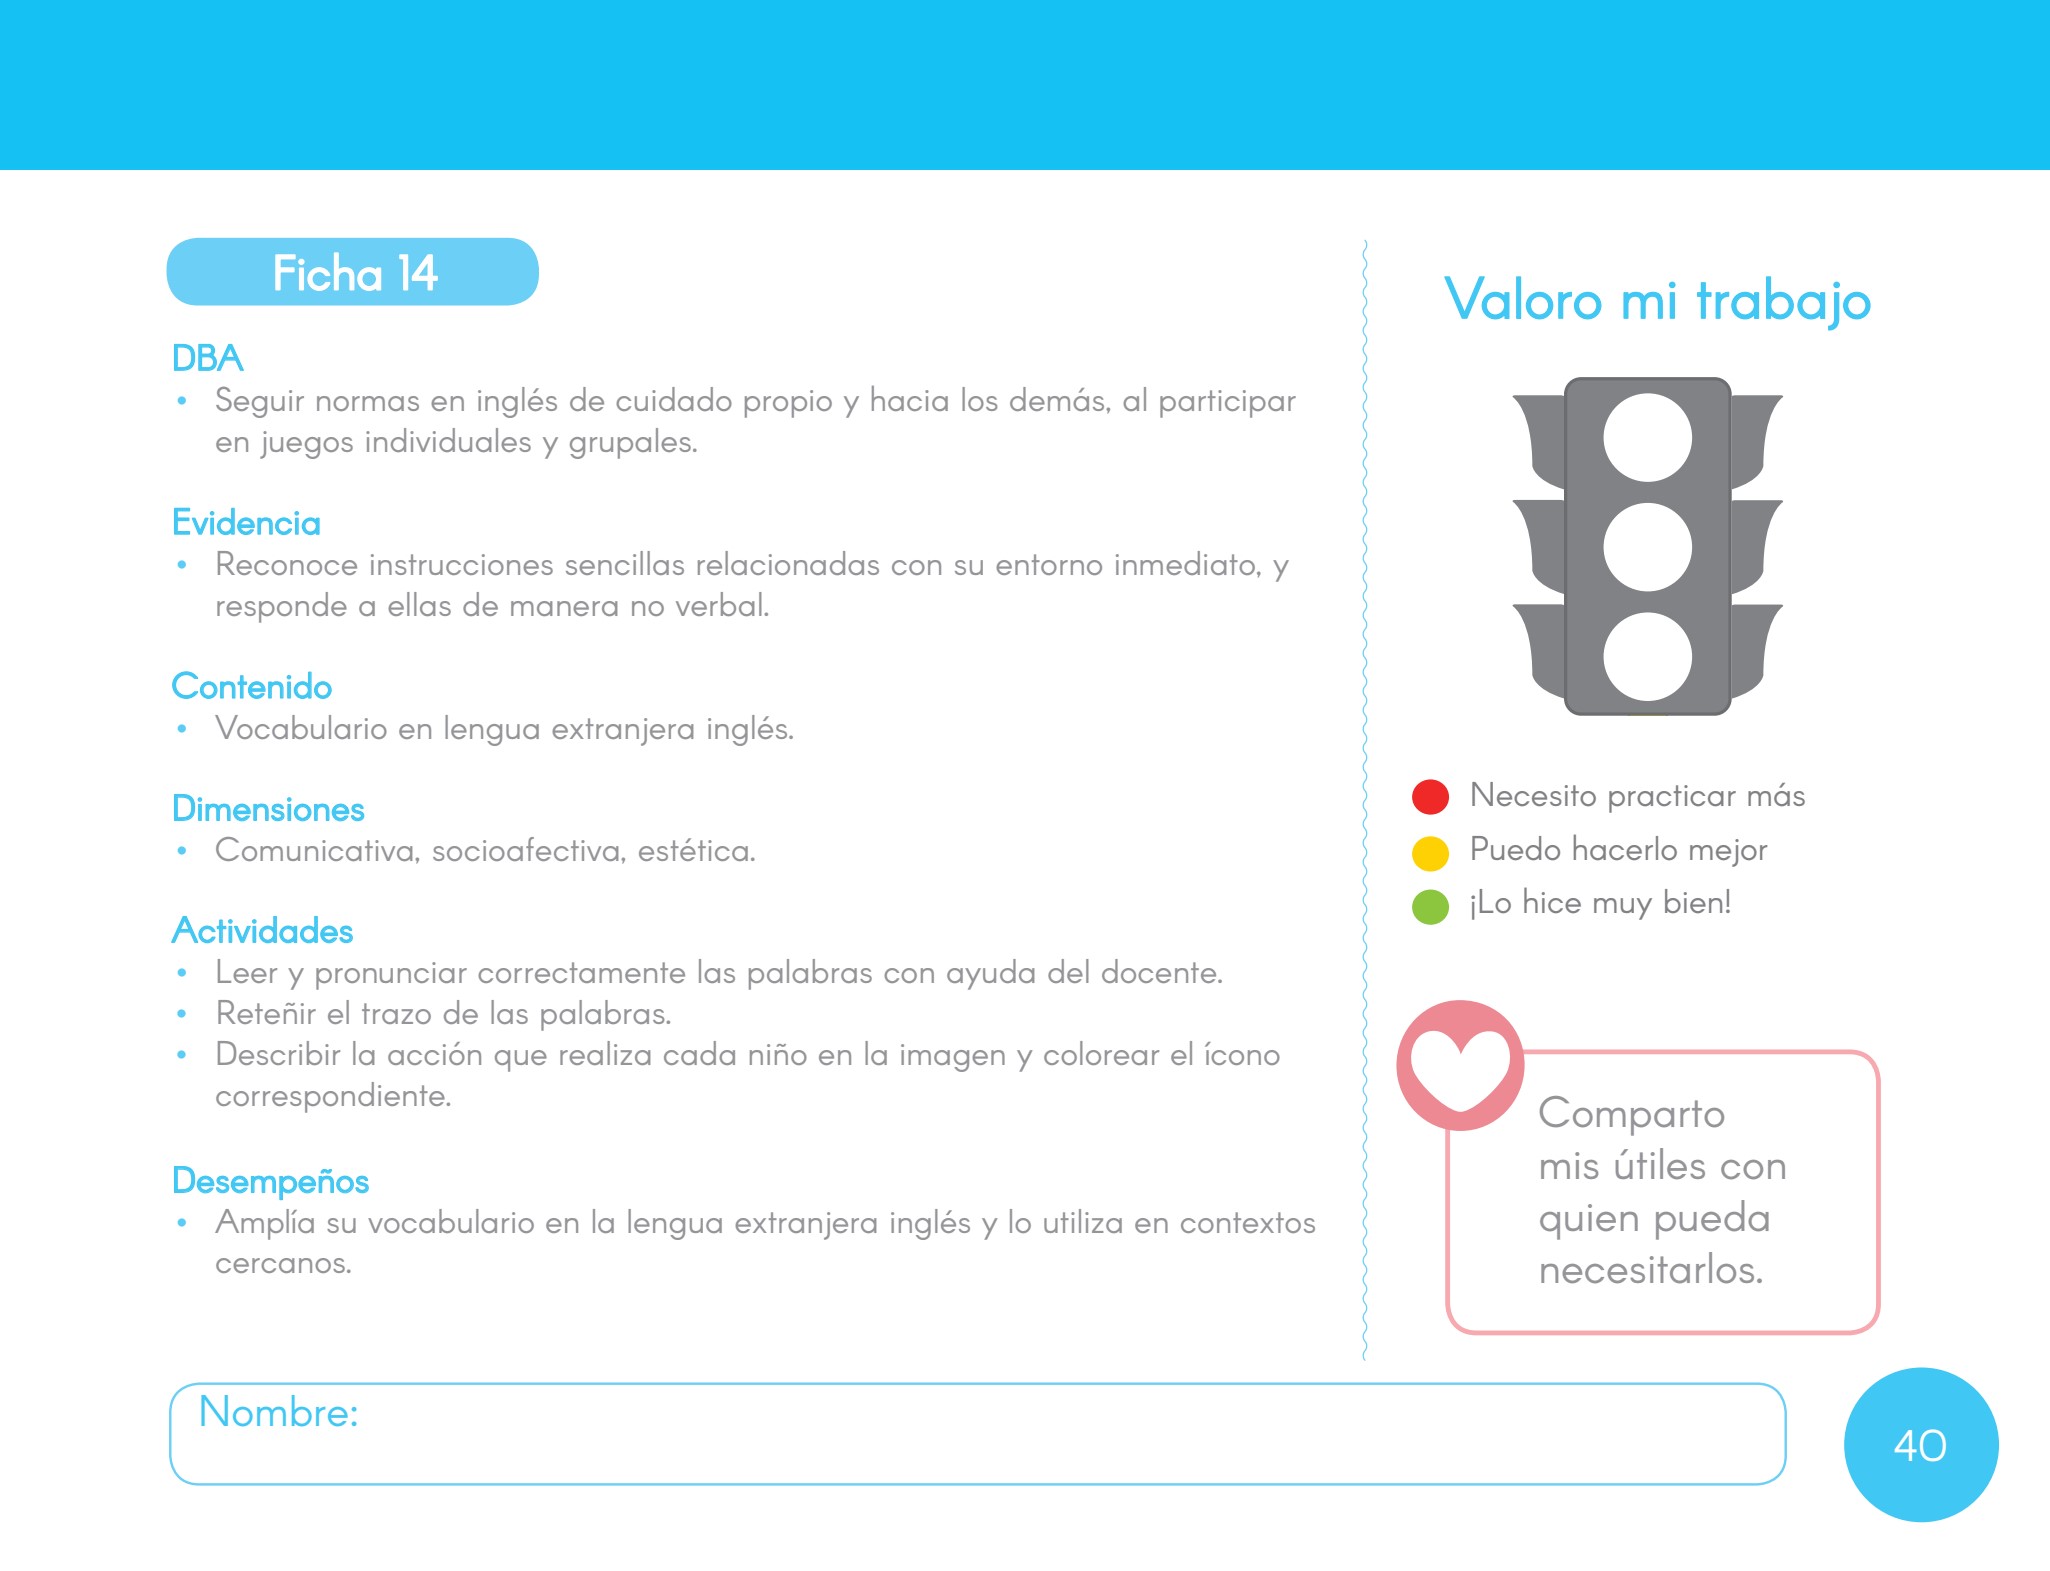 Ficha 14
DBA
• Seguir normas en inglés de cuidado propio y hacia los demás, al participar
en juegos individuales y grupales.
Evidencia
• Reconoce instrucciones sencillas relacionadas con su entorno inmediato, y
responde a ellas de manera no verbal.
Contenido
• Vocabulario en lengua extranjera inglés.
Dimensiones
• Comunicativa, socioafectiva, estética.
Actividades
• Leer y pronunciar correctamente las palabras con ayuda del docente.
• Reteñir el trazo de las palabras.
• Describir la acción que realiza cada niño en la imagen y colorear el ícono
correspondiente.
Desempeños
• Amplía su vocabulario en la lengua extranjera inglés y lo utiliza en contextos
cercanos.
Valoro mi trabajo
Necesito practicar más
Puedo hacerlo mejor
¡Lo hice muy bien!
Comparto
mis útiles con
quien pueda
necesitarlos.
Nombre:
40